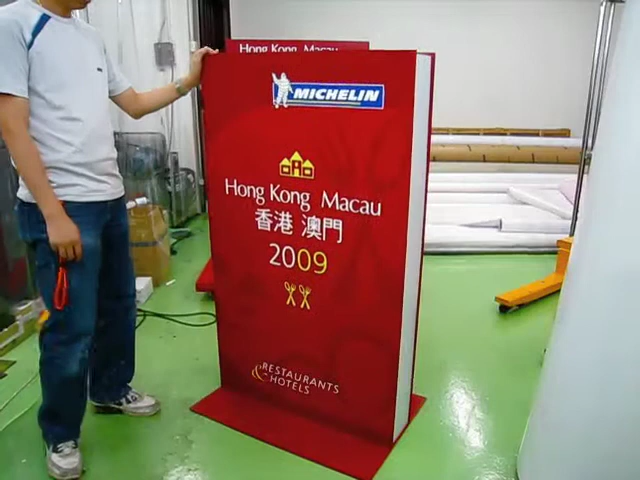 Hong Kong Macau
MICHELIN
Hong Kong Macau
香港 澳門
2009
& RESTAURANTS
HOTELS